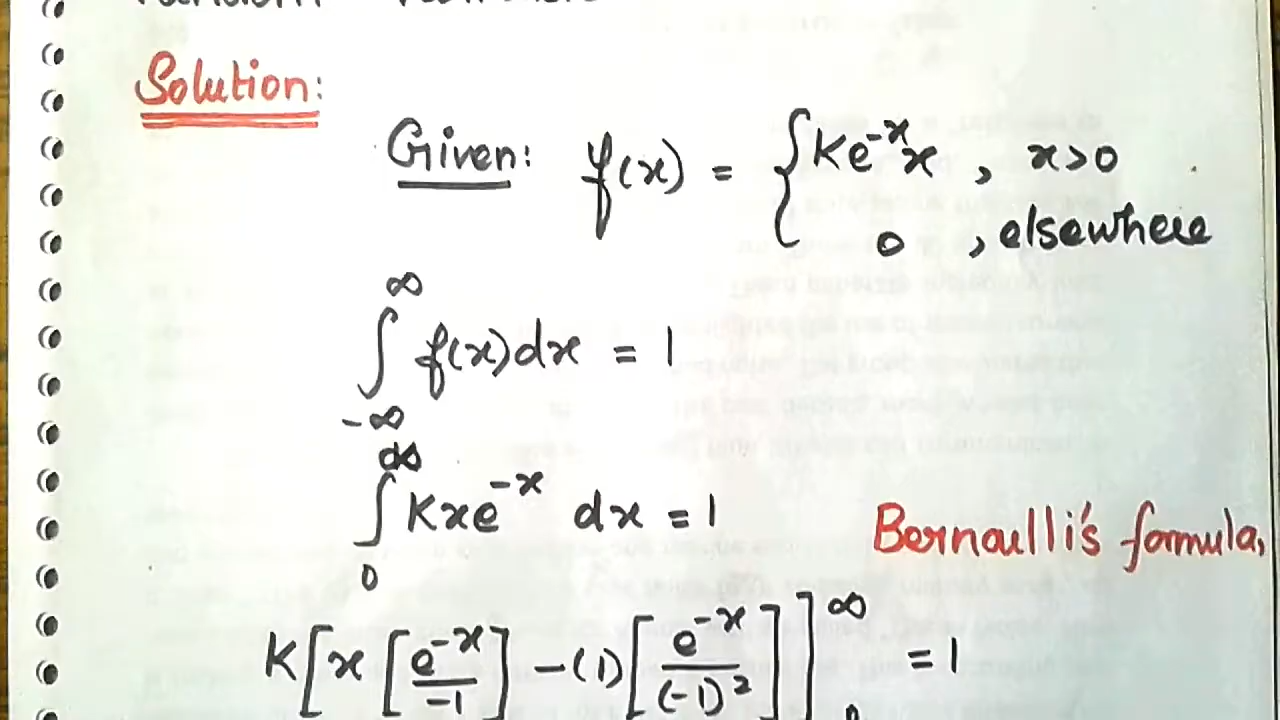 Solution:
Given: f(x) = { Ke^{-x}x , x>0
0 , elsewhere
∫_{-∞}^{∞} f(x)dx = 1
∫_{0}^{∞} Kxe^{-x} dx = 1
Bernoulli's formula,
K[x[e^{-x}/-1] -(1)[e^{-x}/(-1)^2]]_{0}^{∞} = 1